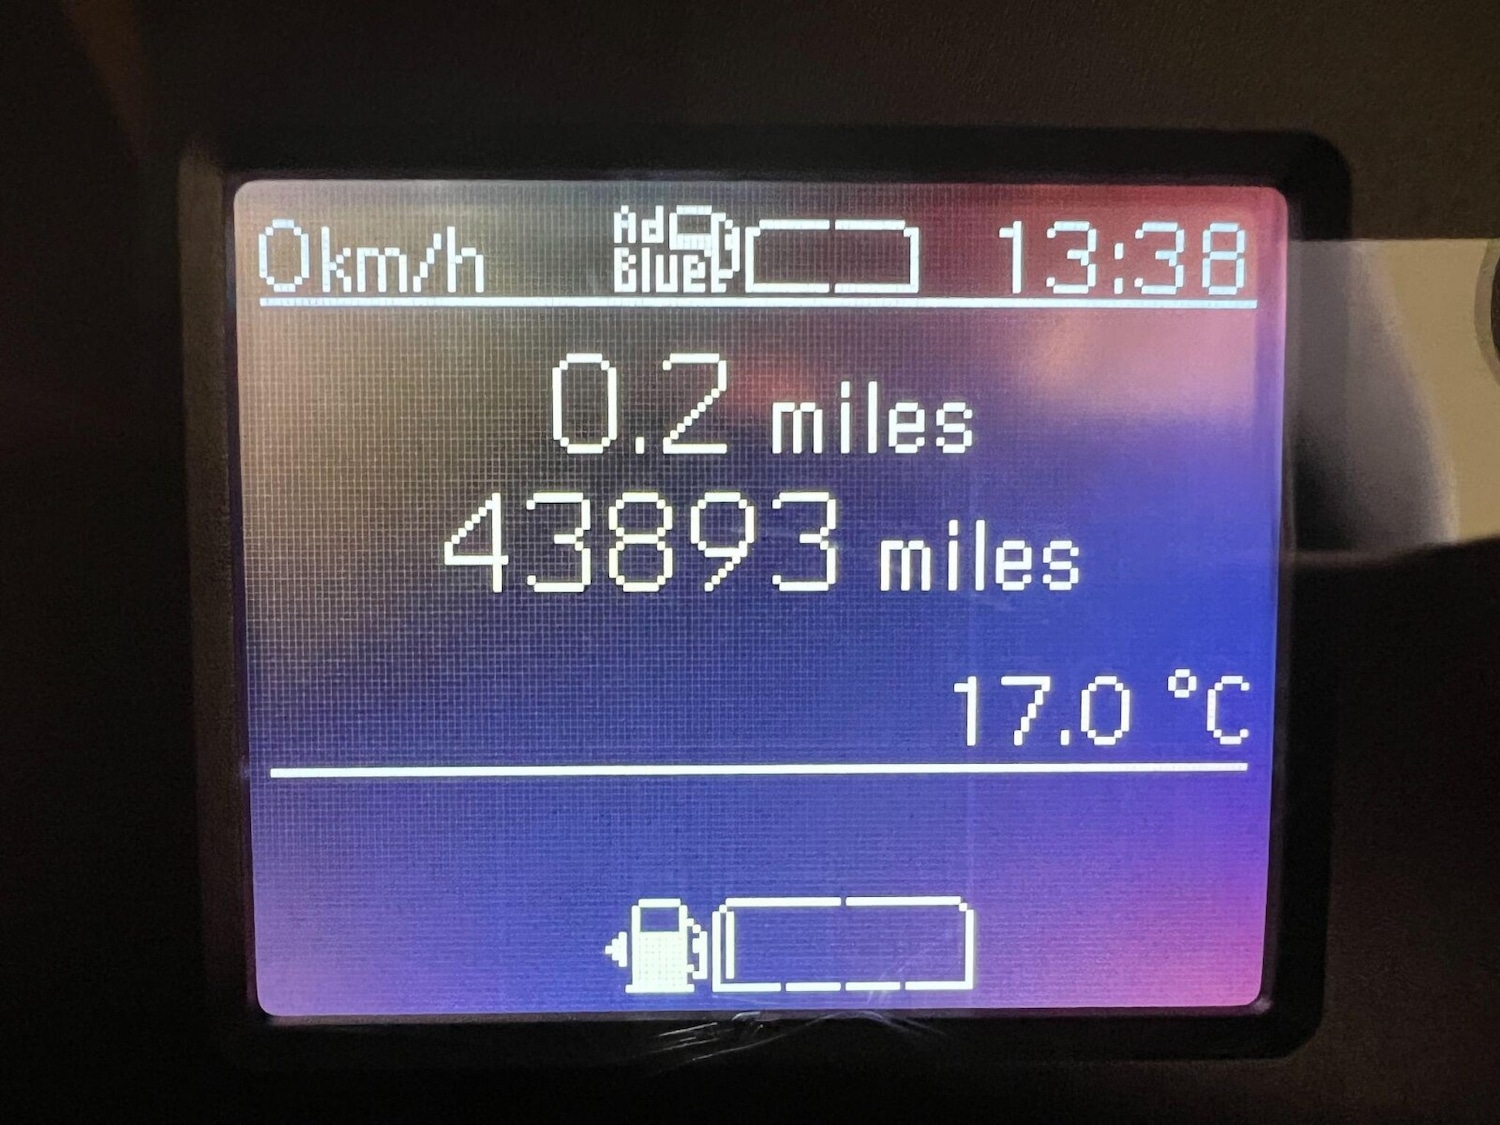 0km/h Ad Blue 13:38
0.2 miles
43893 miles
17.0 °C